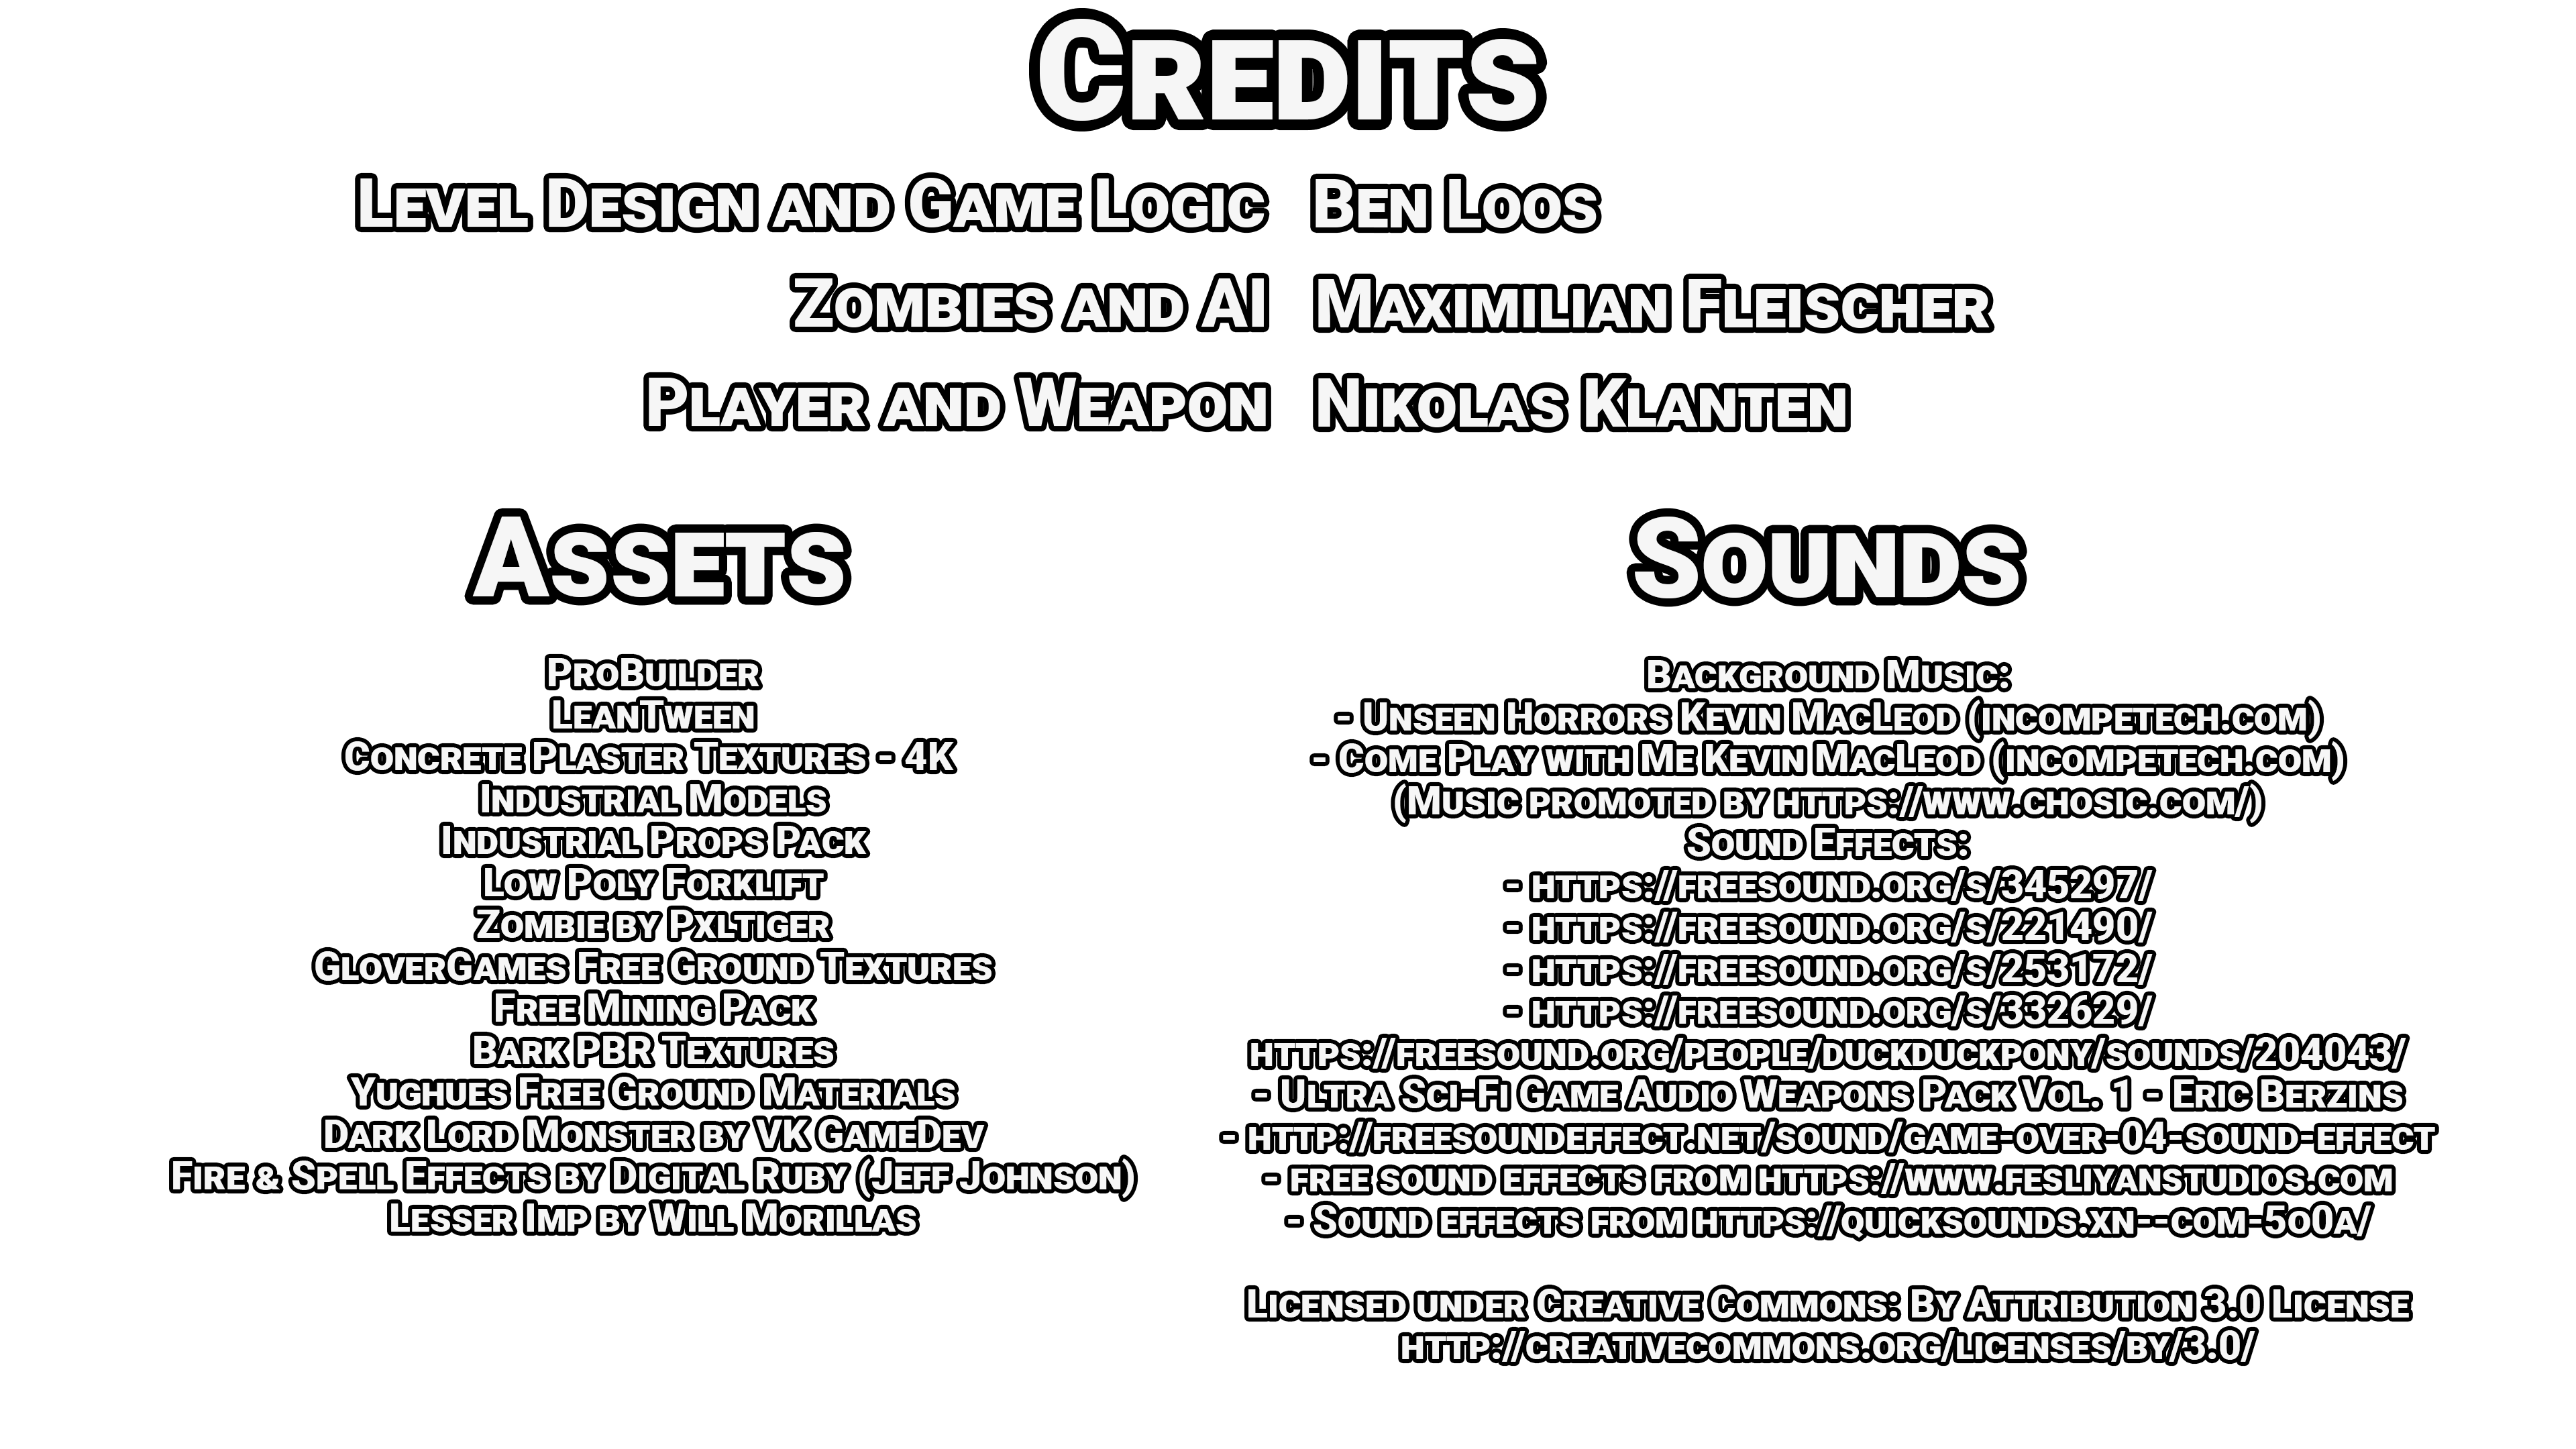 Credits
Level Design and Game Logic Ben Loos
Zombies and AI Maximilian Fleischer
Player and Weapon Nikolas Klanten
Assets
ProBuilder
LeanTween
Concrete Plaster Textures - 4K
Industrial Models
Industrial Props Pack
Low Poly Forklift
Zombie by Pxltiger
GloverGames Free Ground Textures
Free Mining Pack
Bark PBR Textures
Yughues Free Ground Materials
Dark Lord Monster by VK GameDev
Fire & Spell Effects by Digital Ruby (Jeff Johnson)
Lesser Imp by Will Morillas
Sounds
Background Music:
- Unseen Horrors Kevin MacLeod (incompetech.com)
- Come Play with Me Kevin MacLeod (incompetech.com)
(Music promoted by https://www.chosic.com/)
Sound Effects:
- https://freesound.org/s/345297/
- https://freesound.org/s/221490/
- https://freesound.org/s/253172/
- https://freesound.org/s/332629/
https://freesound.org/people/duckduckpony/sounds/204043/
- Ultra Sci-Fi Game Audio Weapons Pack Vol. 1 - Eric Berzins
- http://freesoundeffect.net/sound/game-over-04-sound-effect
- free sound effects from https://www.fesliyanstudios.com
- Sound effects from https://quicksounds.xn--com-5o0a/
Licensed under Creative Commons: By Attribution 3.0 License
http://creativecommons.org/licenses/by/3.0/